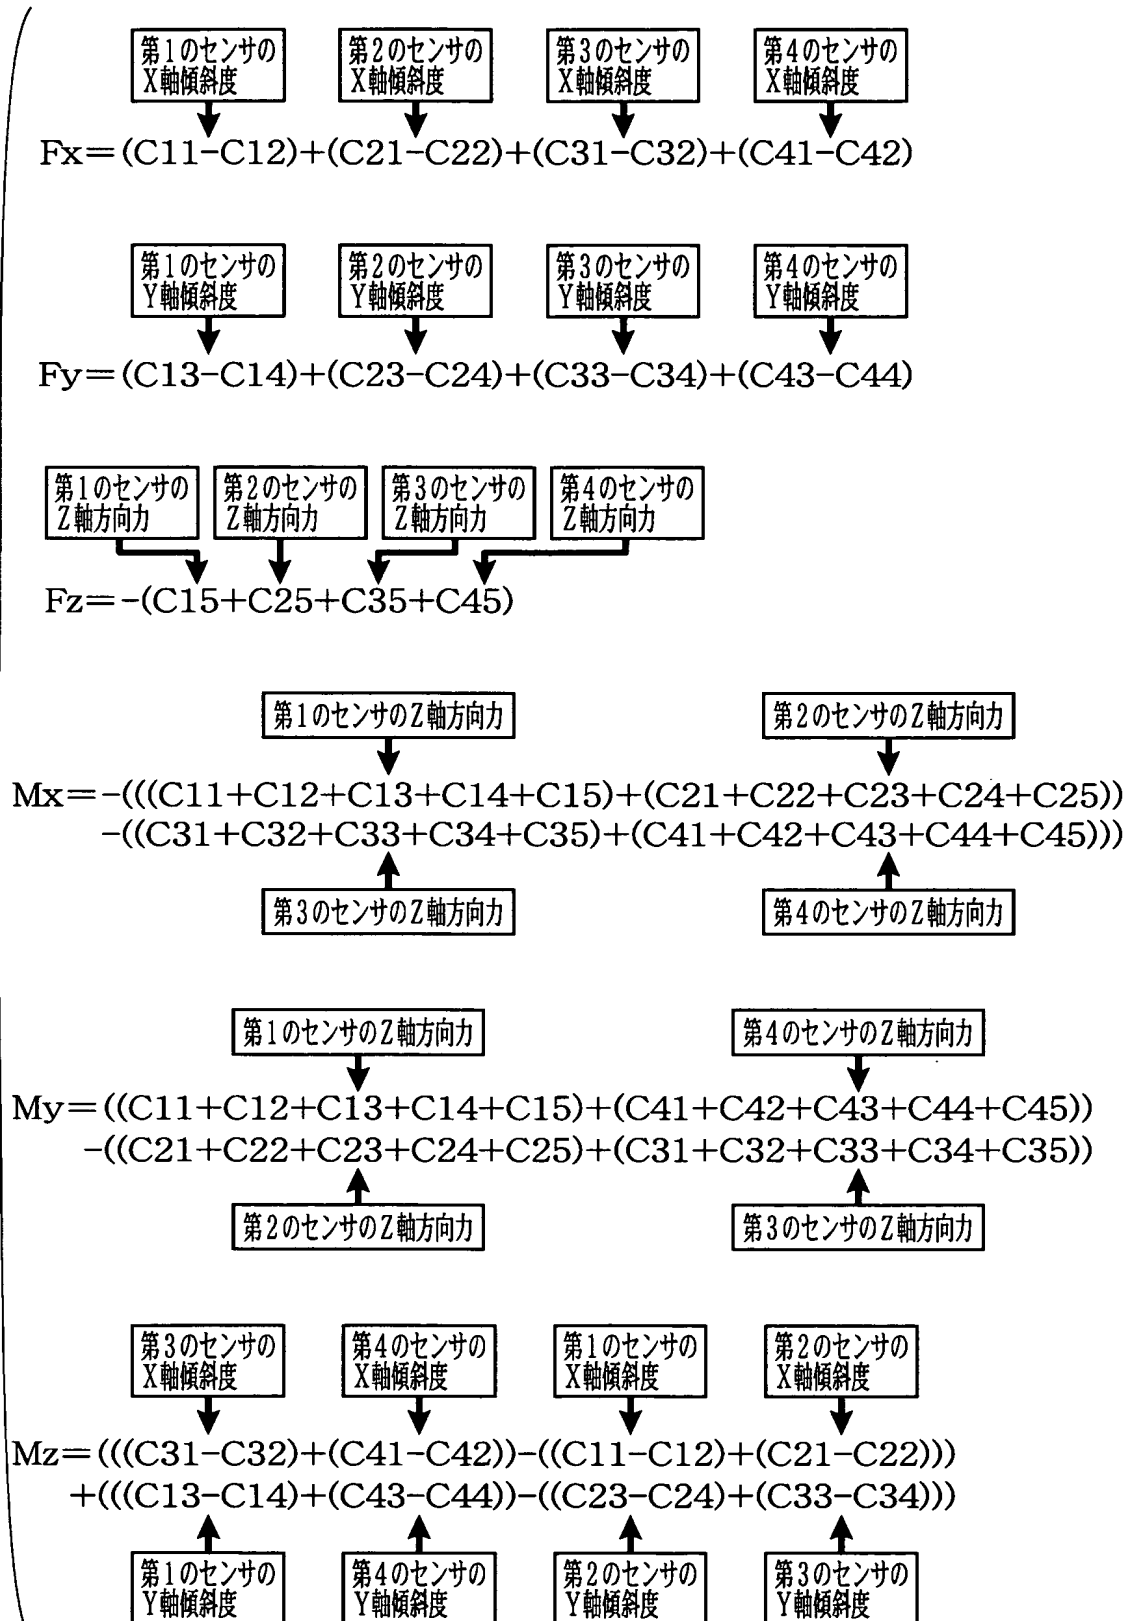 第1のセンサの
X軸傾斜度
第2のセンサの
X軸傾斜度
第3のセンサの
X軸傾斜度
第4のセンサの
X軸傾斜度
Fx=(C11-C12)+(C21-C22)+(C31-C32)+(C41-C42)
第1のセンサの
Y軸傾斜度
第2のセンサの
Y軸傾斜度
第3のセンサの
Y軸傾斜度
第4のセンサの
Y軸傾斜度
Fy=(C13-C14)+(C23-C24)+(C33-C34)+(C43-C44)
第1のセンサの
Z軸方向力
第2のセンサの
Z軸方向力
第3のセンサの
Z軸方向力
第4のセンサの
Z軸方向力
Fz=-(C15+C25+C35+C45)
第1のセンサのZ軸方向力
第2のセンサのZ軸方向力
Mx=-(((C11+C12+C13+C14+C15)+(C21+C22+C23+C24+C25))
-((C31+C32+C33+C34+C35)+(C41+C42+C43+C44+C45)))
第3のセンサのZ軸方向力
第4のセンサのZ軸方向力
第1のセンサのZ軸方向力
第4のセンサのZ軸方向力
My=((C11+C12+C13+C14+C15)+(C41+C42+C43+C44+C45))
-((C21+C22+C23+C24+C25)+(C31+C32+C33+C34+C35))
第2のセンサのZ軸方向力
第3のセンサのZ軸方向力
第3のセンサの
X軸傾斜度
第4のセンサの
X軸傾斜度
第1のセンサの
X軸傾斜度
第2のセンサの
X軸傾斜度
Mz=(((C31-C32)+(C41-C42))-((C11-C12)+(C21-C22)))
+(((C13-C14)+(C43-C44))-((C23-C24)+(C33-C34)))
第1のセンサの
Y軸傾斜度
第4のセンサの
Y軸傾斜度
第2のセンサの
Y軸傾斜度
第3のセンサの
Y軸傾斜度